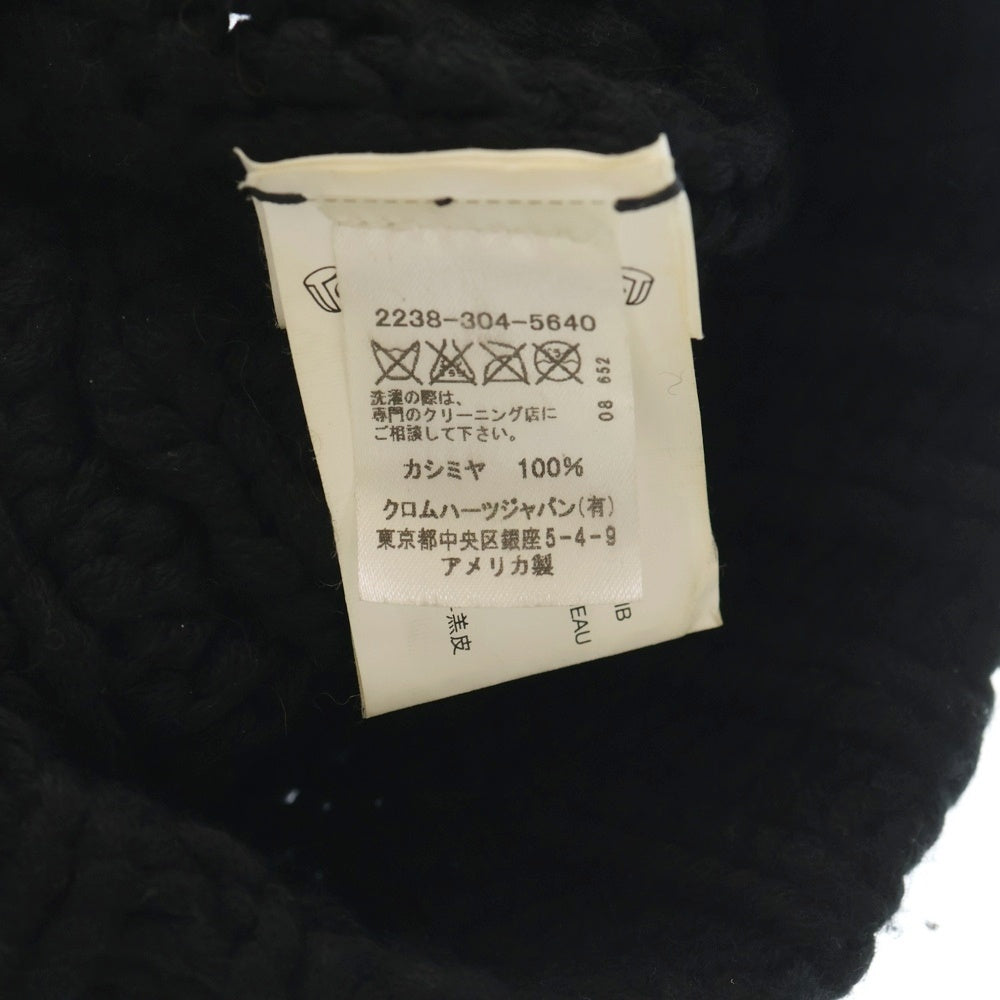 2238-304-5640
洗濯の際は、
専門のクリーニング店に
ご相談して下さい。
08 652
カシミヤ 100%
クロムハーツジャパン(有)
東京都中央区銀座5-4-9
アメリカ製
羔皮
EAU
IB